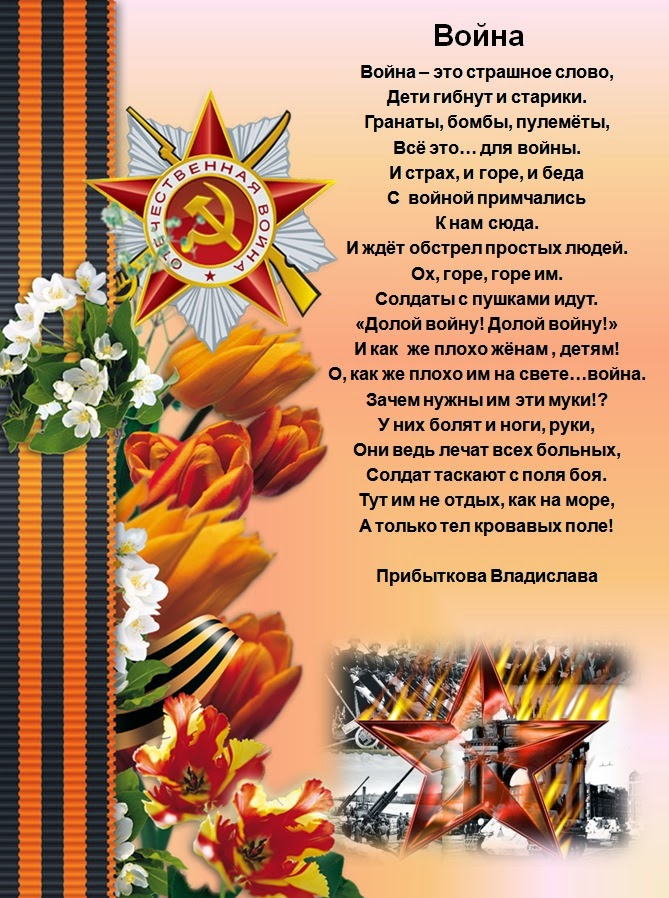 Война
Война – это страшное слово,
Дети гибнут и старики.
Гранаты, бомбы, пулемёты,
Всё это… для войны.
И страх, и горе, и беда
С войной примчались
К нам сюда.
И ждёт обстрел простых людей.
Ох, горе, горе им.
Солдаты с пушками идут.
«Долой войну! Долой войну!»
И как же плохо жёнам , детям!
О, как же плохо им на свете…война.
Зачем нужны им эти муки!?
У них болят и ноги, руки,
Они ведь лечат всех больных,
Солдат таскают с поля боя.
Тут им не отдых, как на море,
А только тел кровавых поле!
Прибыткова Владислава
ОТЕЧЕСТВЕННАЯ ВОЙНА